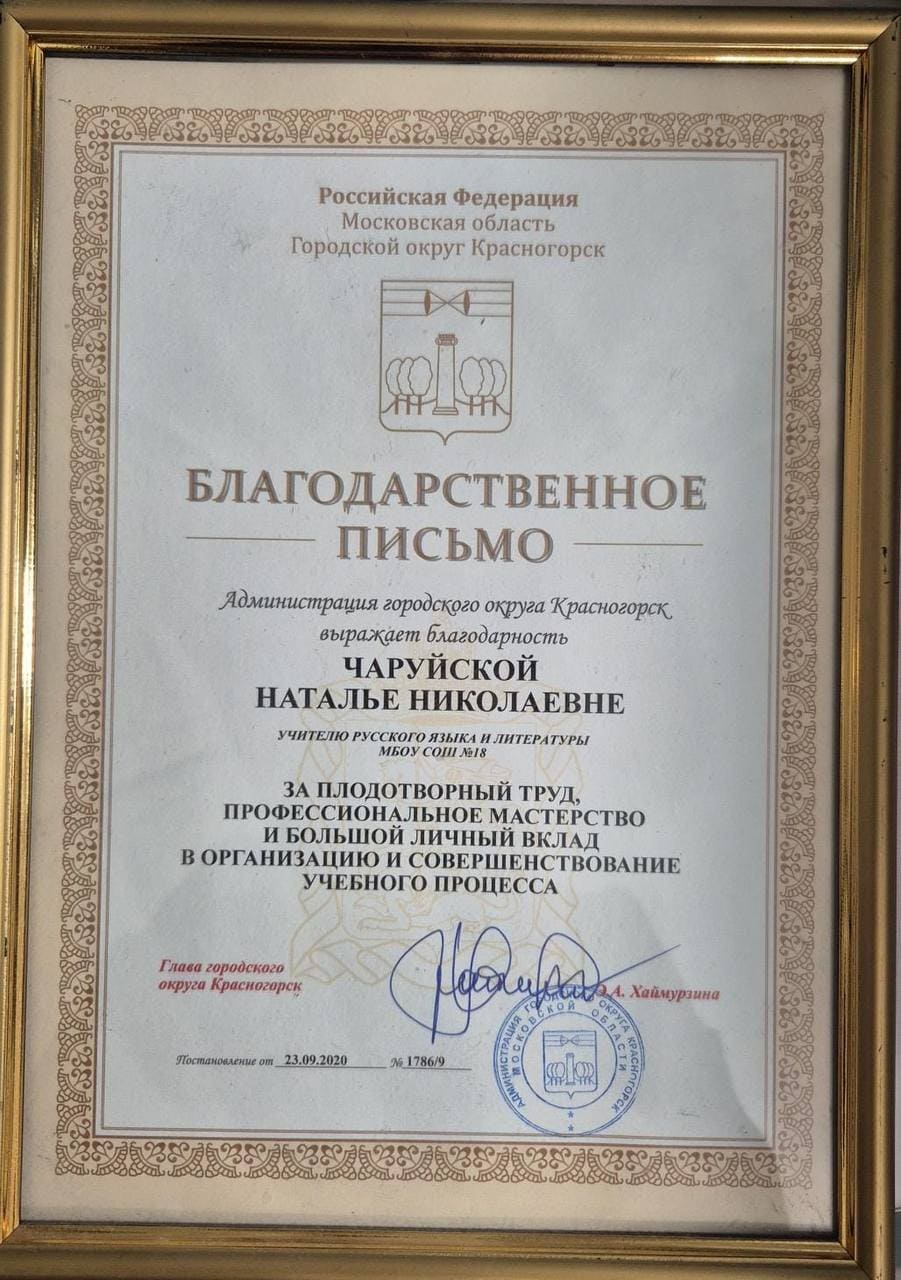 Российская Федерация
Московская область
Городской округ Красногорск
БЛАГОДАРСТВЕННОЕ
ПИСЬМО
Администрация городского округа Красногорск
выражает благодарность
ЧАРУЙСКОЙ
НАТАЛЬЕ НИКОЛАЕВНЕ
УЧИТЕЛЮ РУССКОГО ЯЗЫКА И ЛИТЕРАТУРЫ
МБОУ СОШ №18
ЗА ПЛОДОТВОРНЫЙ ТРУД,
ПРОФЕССИОНАЛЬНОЕ МАСТЕРСТВО
И БОЛЬШОЙ ЛИЧНЫЙ ВКЛАД
В ОРГАНИЗАЦИЮ И СОВЕРШЕНСТВОВАНИЕ
УЧЕБНОГО ПРОЦЕССА
Глава городского
округа Красногорск
Э.А. Хаймурзина
Постановление от 23.09.2020 № 1786/9
АДМИНИСТРАЦИЯ ГОРОДСКОГО ОКРУГА КРАСНОГОРСК
МОСКОВСКОЙ ОБЛАСТИ